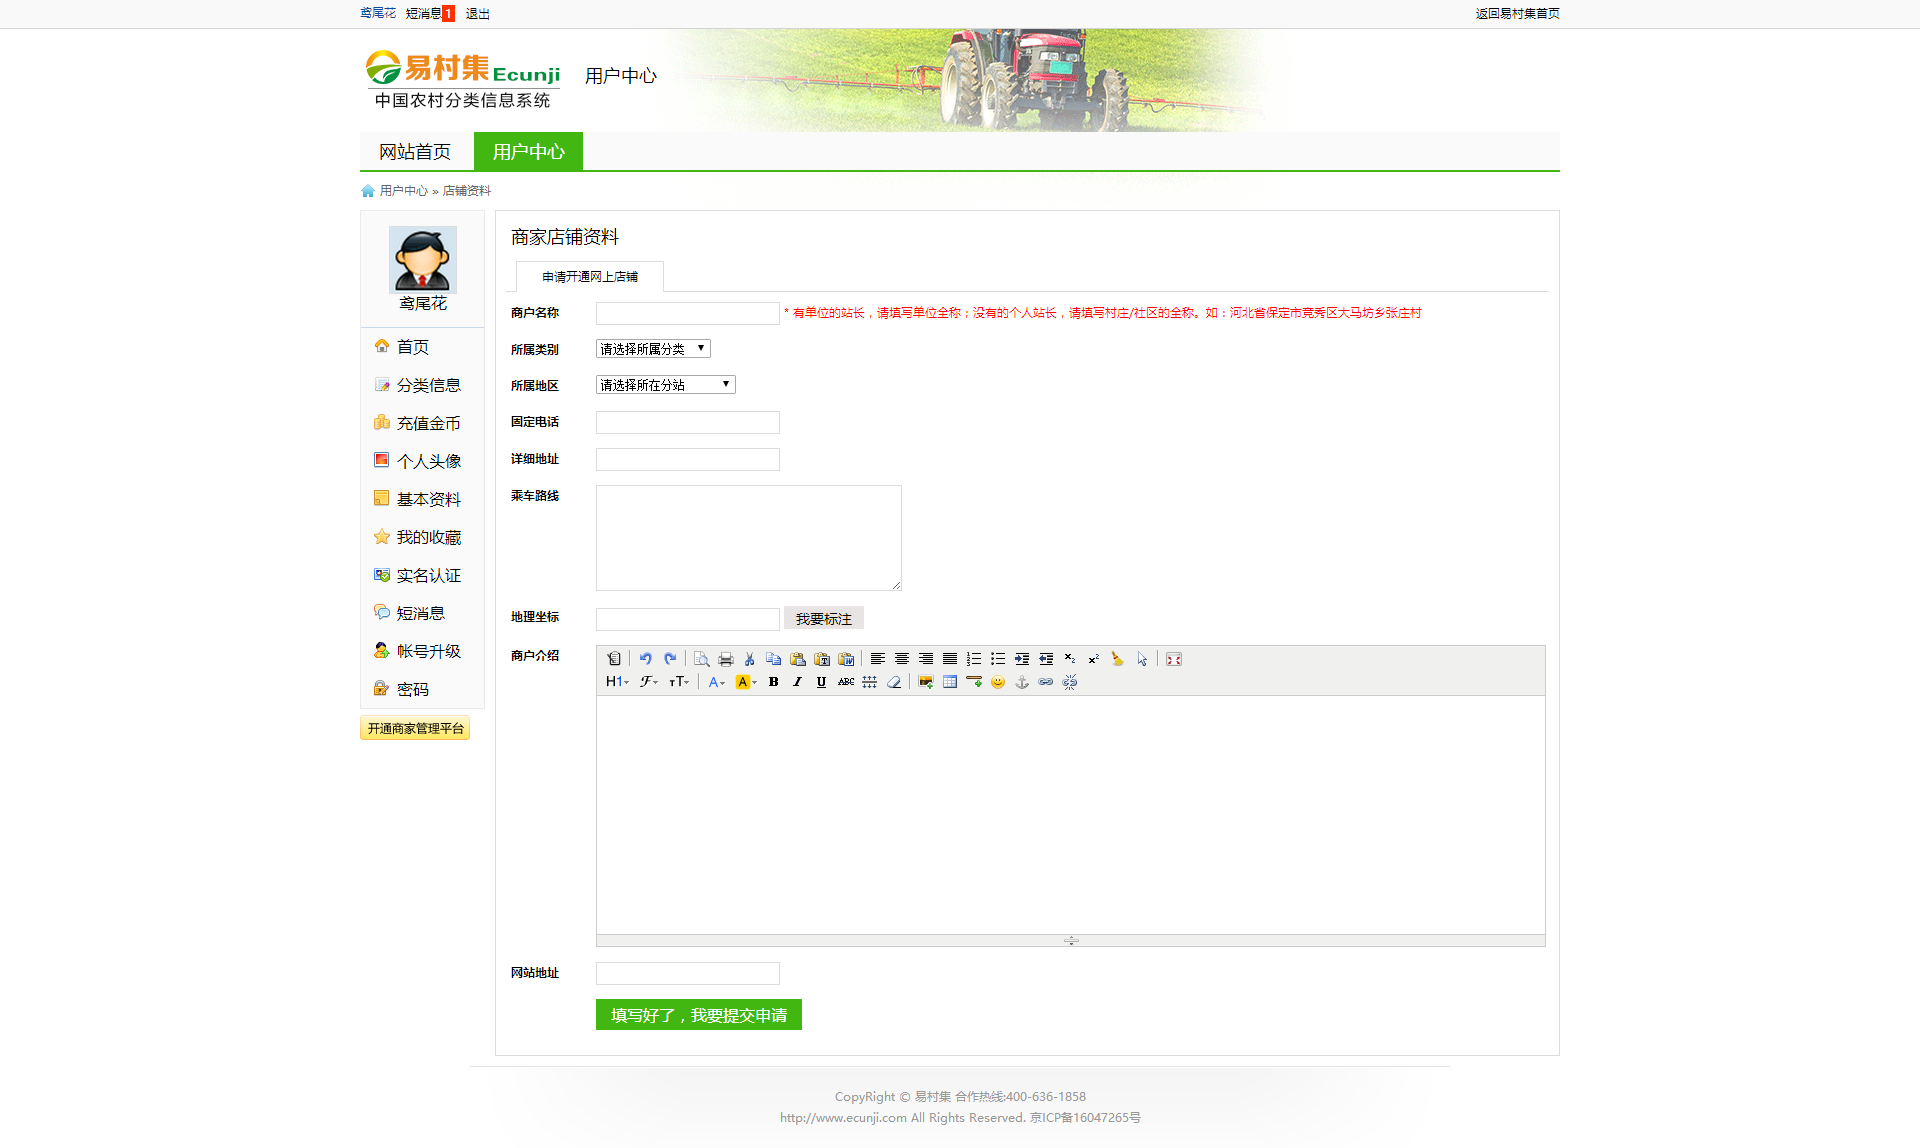 鸢尾花 短消息1 退出 返回易村集首页
易村集Ecunji 用户中心
中国农村分类信息系统
网站首页 用户中心
用户中心 » 店铺资料
鸢尾花
首页
分类信息
充值金币
个人头像
基本资料
我的收藏
实名认证
短消息
帐号升级
密码
开通商家管理平台
商家店铺资料
申请开通网上店铺
商户名称 * 有单位的站长，请填写单位全称；没有的个人站长，请填写村庄/社区的全称。如：河北省保定市竞秀区大马坊乡张庄村
所属类别 请选择所属分类
所属地区 请选择所在分站
固定电话
详细地址
乘车路线
地理坐标 我要标注
商户介绍
网站地址
填写好了，我要提交申请
CopyRight © 易村集 合作热线:400-636-1858
http://www.ecunji.com All Rights Reserved. 京ICP备16047265号